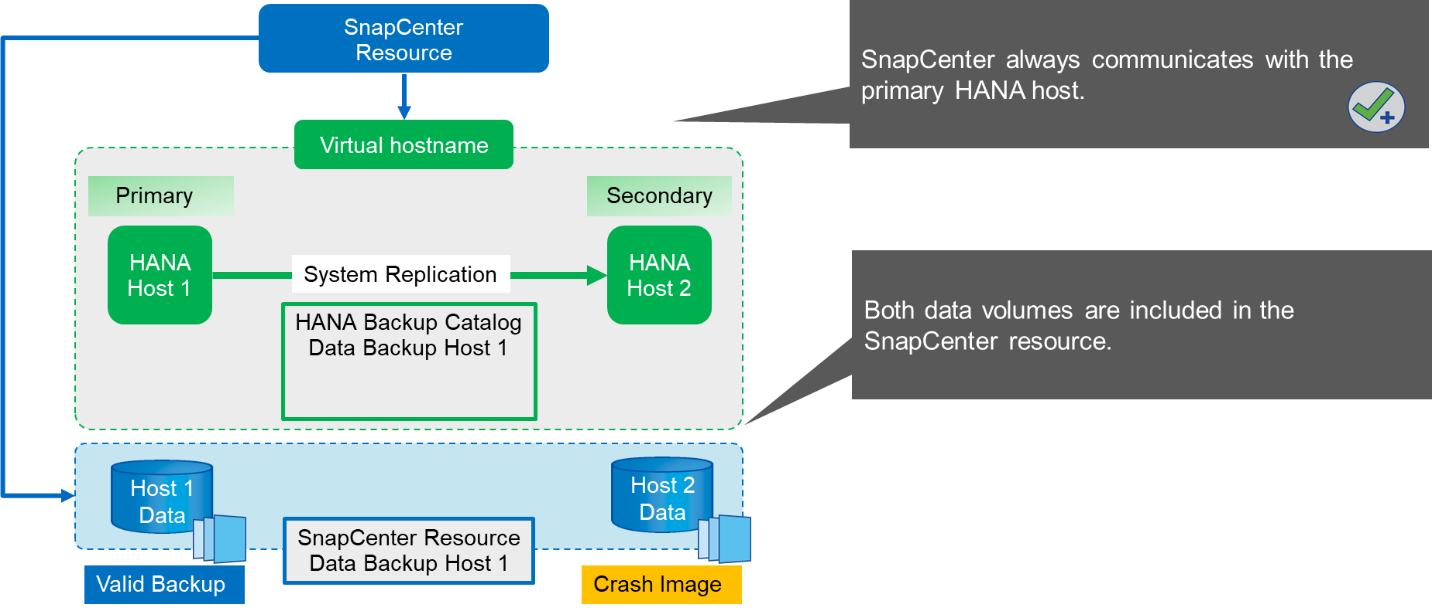 SnapCenter
Resource
SnapCenter always communicates with the
primary HANA host.
Virtual hostname
Primary
Secondary
HANA
Host 1
System Replication
HANA
Host 2
HANA Backup Catalog
Data Backup Host 1
Both data volumes are included in the
SnapCenter resource.
Host 1
Data
Host 2
Data
SnapCenter Resource
Data Backup Host 1
Valid Backup
Crash Image